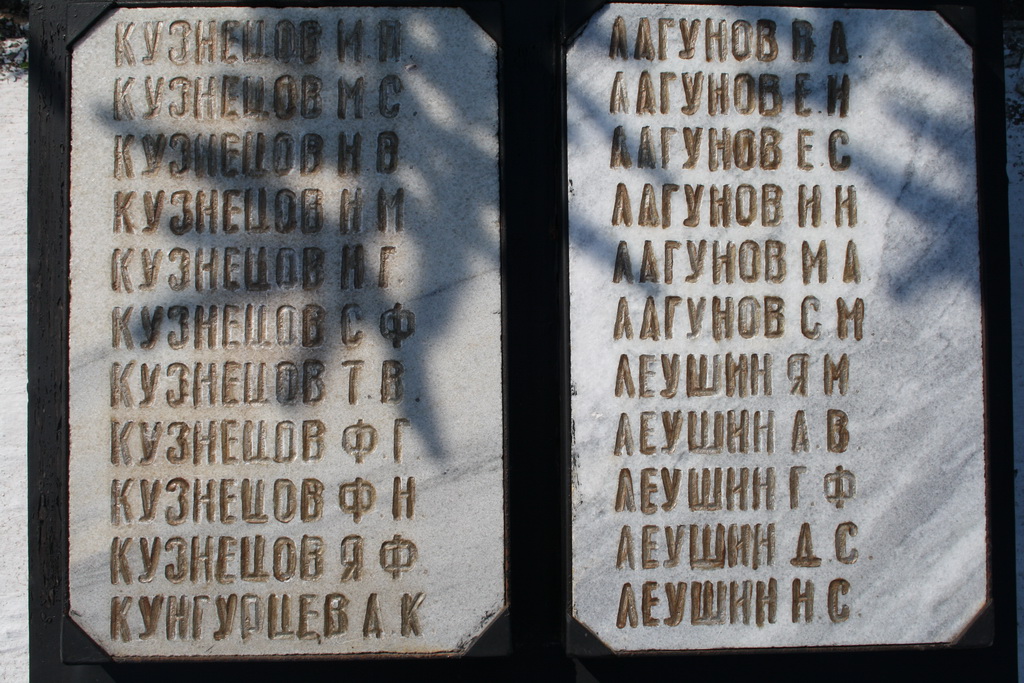 КУЗНЕЦОВ И П
КУЗНЕЦОВ М С
КУЗНЕЦОВ Н В
КУЗНЕЦОВ Н М
КУЗНЕЦОВ Н Г
КУЗНЕЦОВ С Ф
КУЗНЕЦОВ Т В
КУЗНЕЦОВ Ф Г
КУЗНЕЦОВ Ф Н
КУЗНЕЦОВ Я Ф
КУНГУРЦЕВ А К
ЛАГУНОВ В Д
ЛАГУНОВ Е И
ЛАГУНОВ Е С
ЛАГУНОВ И Н
ЛАГУНОВ М А
ЛАГУНОВ С М
ЛЕУШИН Я М
ЛЕУШИН А В
ЛЕУШИН Г Ф
ЛЕУШИН Д С
ЛЕУШИН Н С